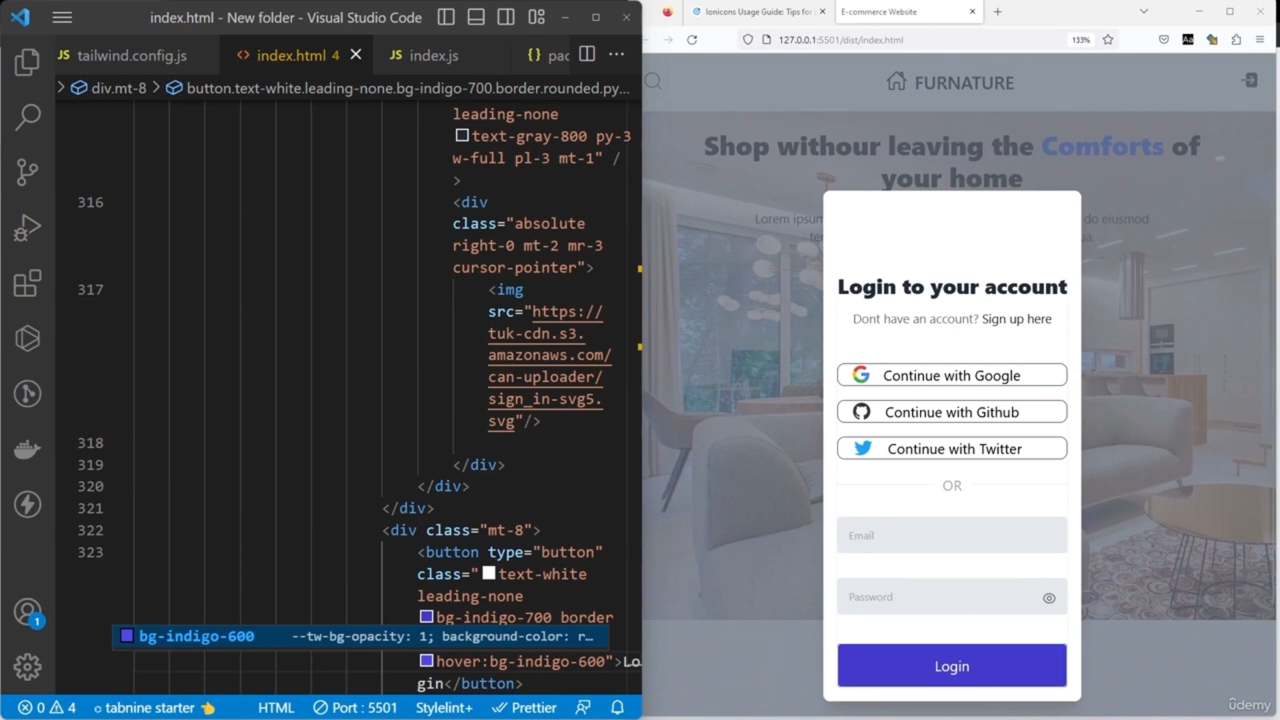 index.html - New folder - Visual Studio Code
JS tailwind.config.js
<> index.html 4
JS index.js
{} pac
div.mt-8 > button.text-white.leading-none.bg-indigo-700.border.rounded.py...
leading-none
text-gray-800 py-3
w-full pl-3 mt-1" /
>
316 <div
class="absolute
right-0 mt-2 mr-3
cursor-pointer">
317 <img
src="https://
tuk-cdn.s3.
amazonaws.com/
can-uploader/
sign_in-svg5.
svg"/>
318
319 </div>
320 </div>
321 </div>
322 <div class="mt-8">
323 <button type="button"
class="text-white
leading-none
bg-indigo-700 border
bg-indigo-600 --tw-bg-opacity: 1; background-color: r…
hover:bg-indigo-600">Lo
gin</button>
1
0 4 tabnine starter HTML Port : 5501 Stylelint+ Prettier
Ionicons Usage Guide: Tips for
E-commerce Website
127.0.0.1:5501/dist/index.html
133%
FURNATURE
Shop withour leaving the Comforts of
your home
Lorem ipsum
do eiusmod
Login to your account
Dont have an account? Sign up here
Continue with Google
Continue with Github
Continue with Twitter
OR
Email
Password
Login
ûdemy